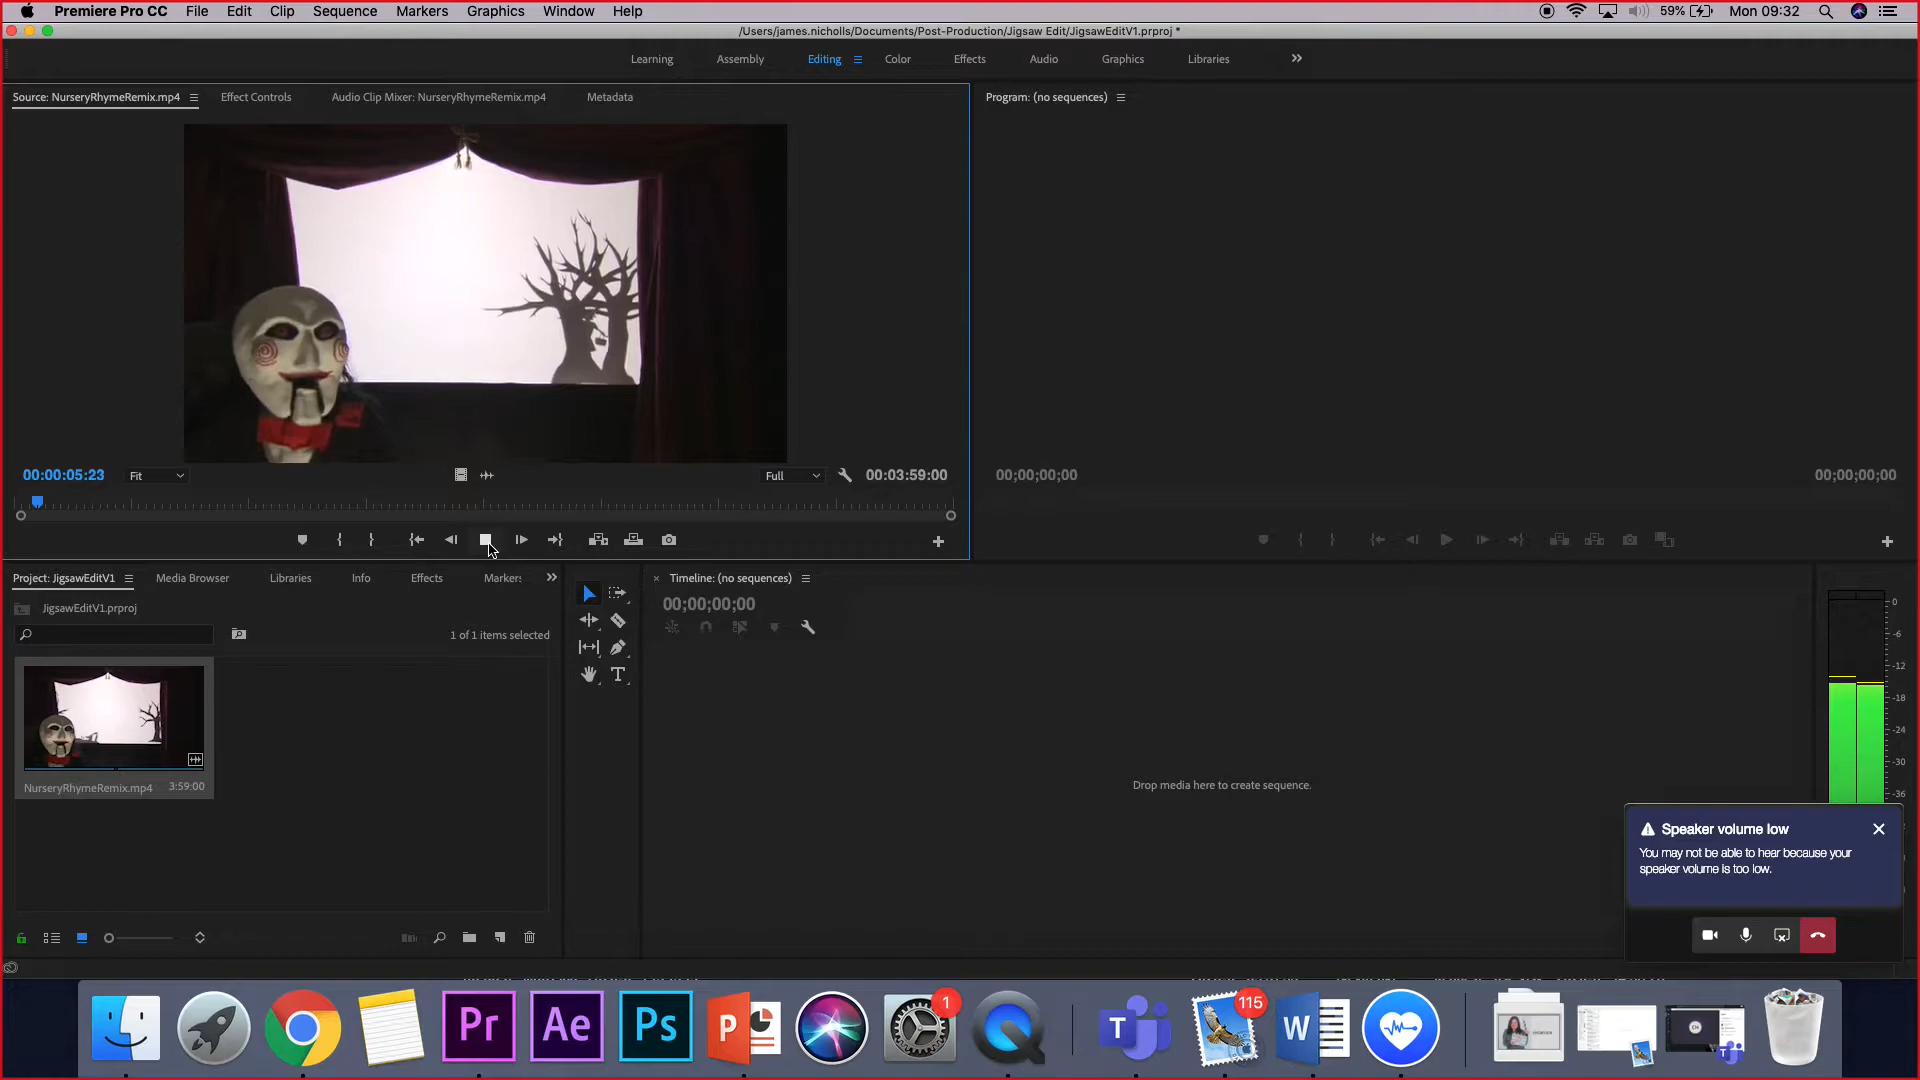 Premiere Pro CC File Edit Clip Sequence Markers Graphics Window Help 59% Mon 09:32
/Users/james.nicholls/Documents/Post-Production/Jigsaw Edit/JigsawEditV1.prproj *
Learning Assembly Editing Color Effects Audio Graphics Libraries
Source: NurseryRhymeRemix.mp4 Effect Controls Audio Clip Mixer: NurseryRhymeRemix.mp4 Metadata
Program: (no sequences)
00:00:05:23 Fit Full 00:03:59:00
00;00;00;00 00;00;00;00
Project: JigsawEditV1 Media Browser Libraries Info Effects Markers
JigsawEditV1.prproj
1 of 1 items selected
NurseryRhymeRemix.mp4 3:59:00
Timeline: (no sequences)
00;00;00;00
Drop media here to create sequence.
0
-6
-12
-18
-24
-30
-36
Speaker volume low
You may not be able to hear because your
speaker volume is too low.
Pr Ae Ps P 1 T 115 W